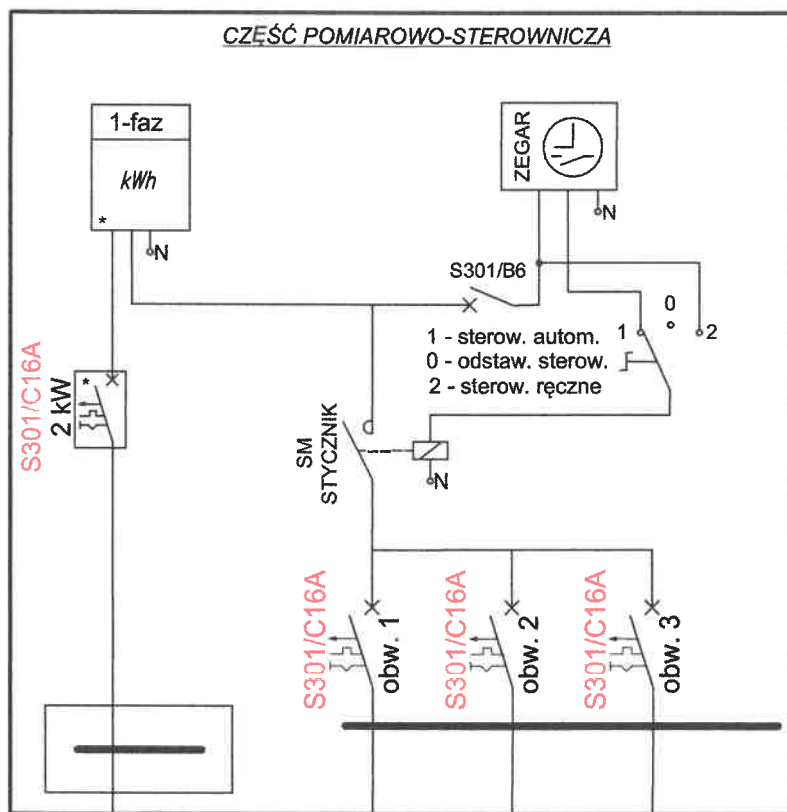 CZĘŚĆ POMIAROWO-STEROWNICZA
1-faz
kWh
*
N
ZEGAR
N
S301/B6
1 - sterow. autom.
0 - odstaw. sterow.
2 - sterow. ręczne
1
0
2
S301/C16A
2 kW
*
SM
STYCZNIK
N
S301/C16A
obw. 1
S301/C16A
obw. 2
S301/C16A
obw. 3